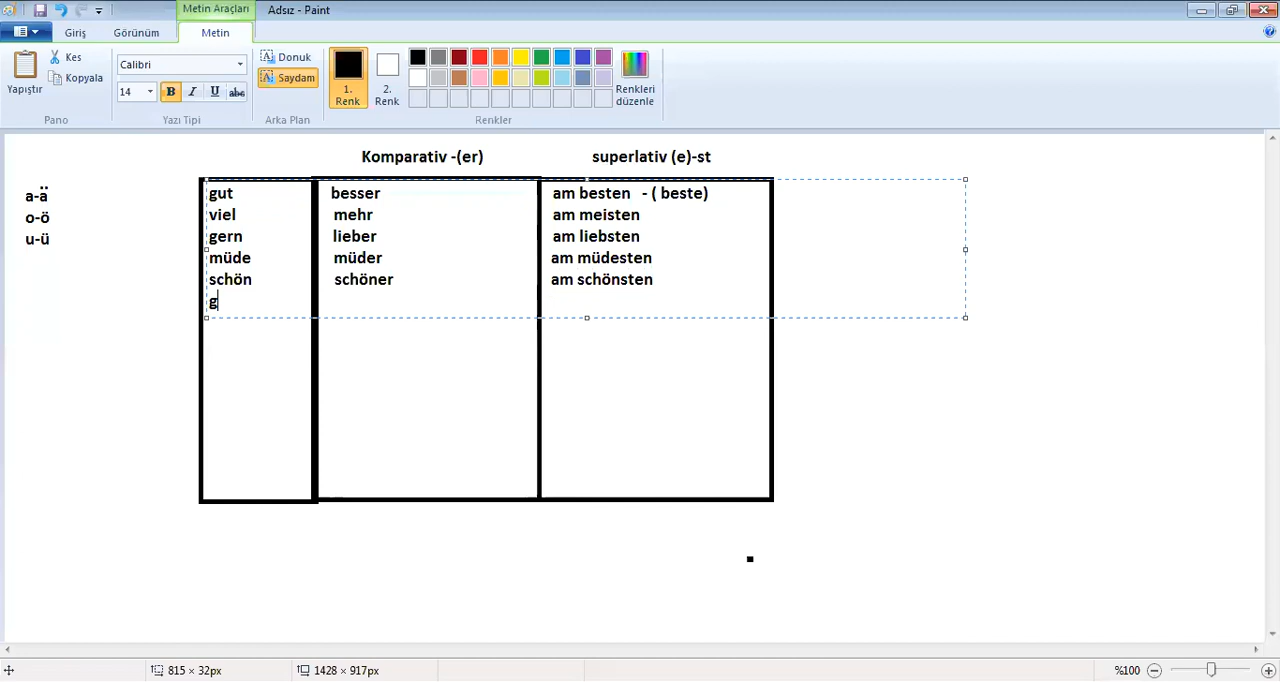 Metin Araçları Adsız - Paint
Giriş Görünüm Metin
Yapıştır Kes Kopyala
Calibri
14 B I U abc
Donuk
Saydam
1. Renk
2. Renk
Renkleri düzenle
Pano Yazı Tipi Arka Plan Renkler
Komparativ -(er) superlativ (e)-st
a-ä
o-ö
u-ü
gut besser am besten - ( beste)
viel mehr am meisten
gern lieber am liebsten
müde müder am müdesten
schön schöner am schönsten
g
815 × 32px 1428 × 917px %100